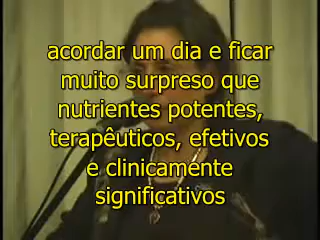 acordar um dia e ficar
muito surpreso que
nutrientes potentes,
terapêuticos, efetivos
e clinicamente
significativos